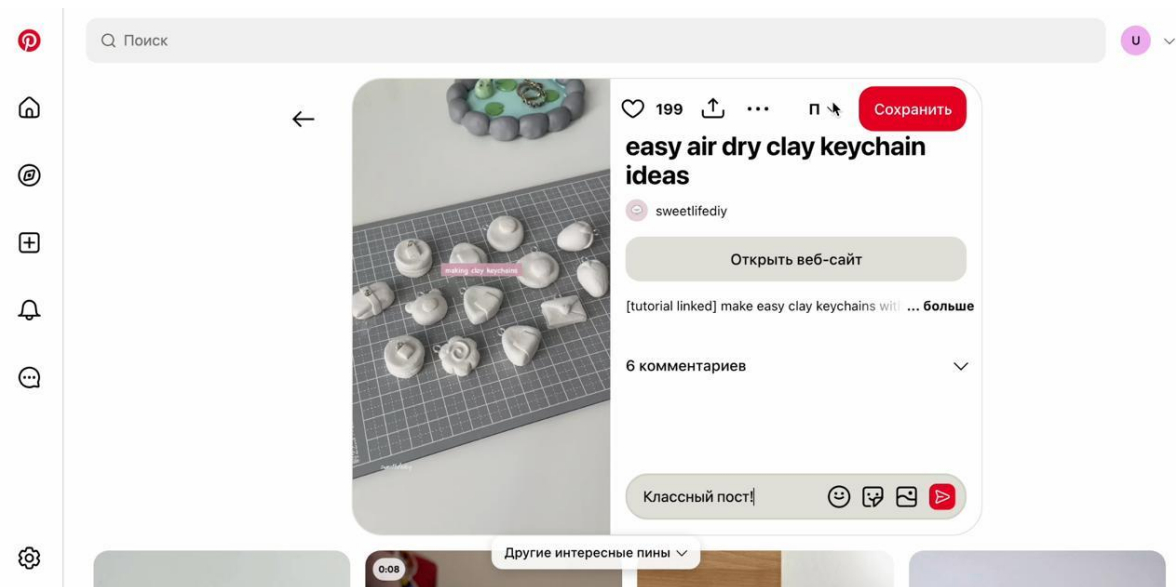 Поиск
U
199
П
Сохранить
easy air dry clay keychain
ideas
sweetlifediy
Открыть веб-сайт
[tutorial linked] make easy clay keychains wit
... больше
6 комментариев
making clay keychains
Классный пост!
Другие интересные пины
0:08